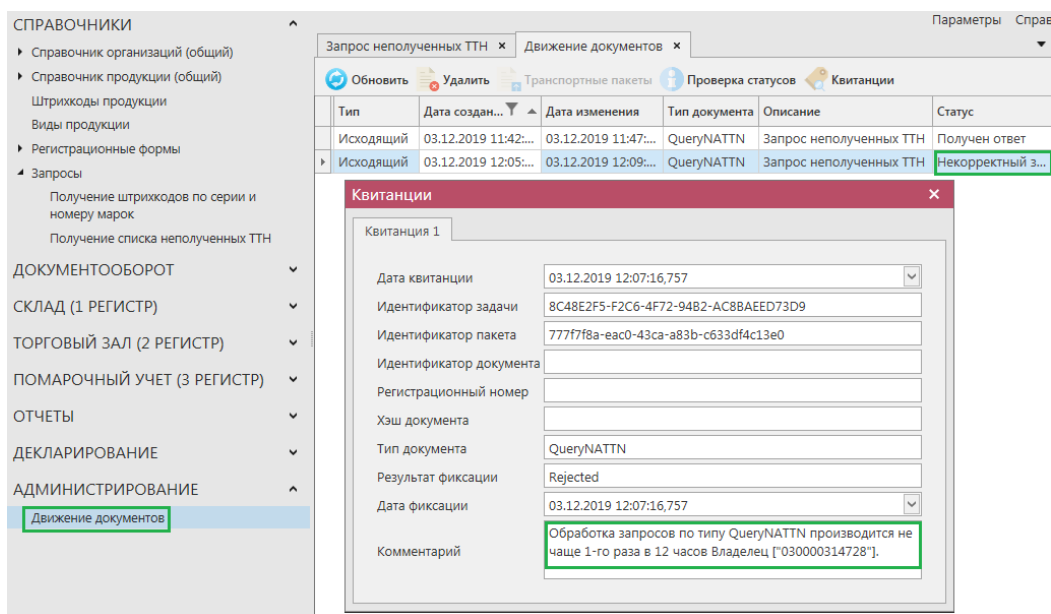 СПРАВОЧНИКИ
Справочник организаций (общий)
Справочник продукции (общий)
Штрихкоды продукции
Виды продукции
Регистрационные формы
Запросы
Получение штрихкодов по серии и
номеру марок
Получение списка неполученных ТТН
ДОКУМЕНТООБОРОТ
СКЛАД (1 РЕГИСТР)
ТОРГОВЫЙ ЗАЛ (2 РЕГИСТР)
ПОМАРОЧНЫЙ УЧЕТ (3 РЕГИСТР)
ОТЧЕТЫ
ДЕКЛАРИРОВАНИЕ
АДМИНИСТРИРОВАНИЕ
Движение документов
Параметры Справ
Запрос неполученных ТТН × Движение документов ×
Обновить Удалить Транспортные пакеты Проверка статусов Квитанции
Тип Дата создан... Дата изменения Тип документа Описание Статус
Исходящий 03.12.2019 11:42:... 03.12.2019 11:47:... QueryNATTN Запрос неполученных ТТН Получен ответ
Исходящий 03.12.2019 12:05:... 03.12.2019 12:09:... QueryNATTN Запрос неполученных ТТН Некорректный з...
Квитанции ×
Квитанция 1
Дата квитанции 03.12.2019 12:07:16,757
Идентификатор задачи 8C48E2F5-F2C6-4F72-94B2-AC8BAEED73D9
Идентификатор пакета 777f7f8a-eac0-43ca-a83b-c633df4c13e0
Идентификатор документа
Регистрационный номер
Хэш документа
Тип документа QueryNATTN
Результат фиксации Rejected
Дата фиксации 03.12.2019 12:07:16,757
Комментарий
Обработка запросов по типу QueryNATTN производится не
чаще 1-го раза в 12 часов Владелец ["030000314728"].